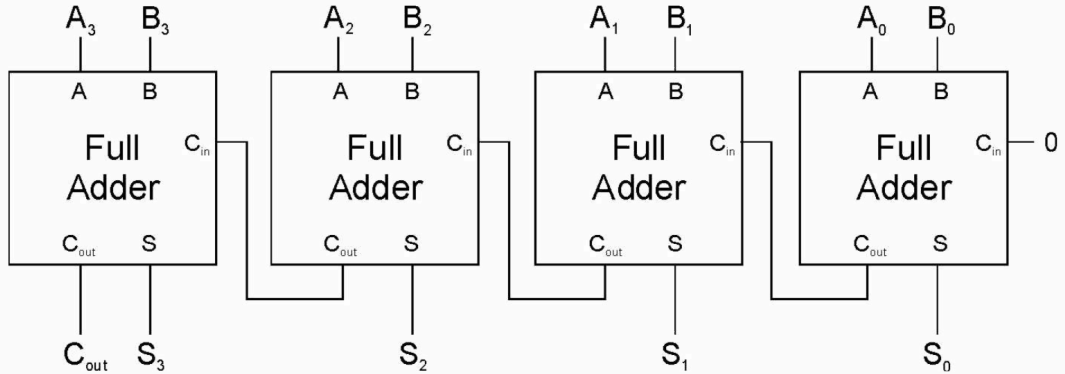 A3 B3 A2 B2 A1 B1 A0 B0
A B A B A B A B
Full Full Full Full
Cin Cin Cin Cin 0
Adder Adder Adder Adder
Cout S Cout S Cout S Cout S
Cout S3 S2 S1 S0